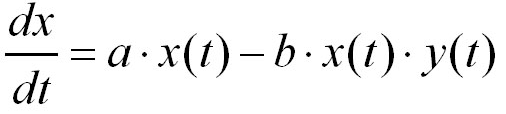 dx/dt = a · x(t) − b · x(t) · y(t)